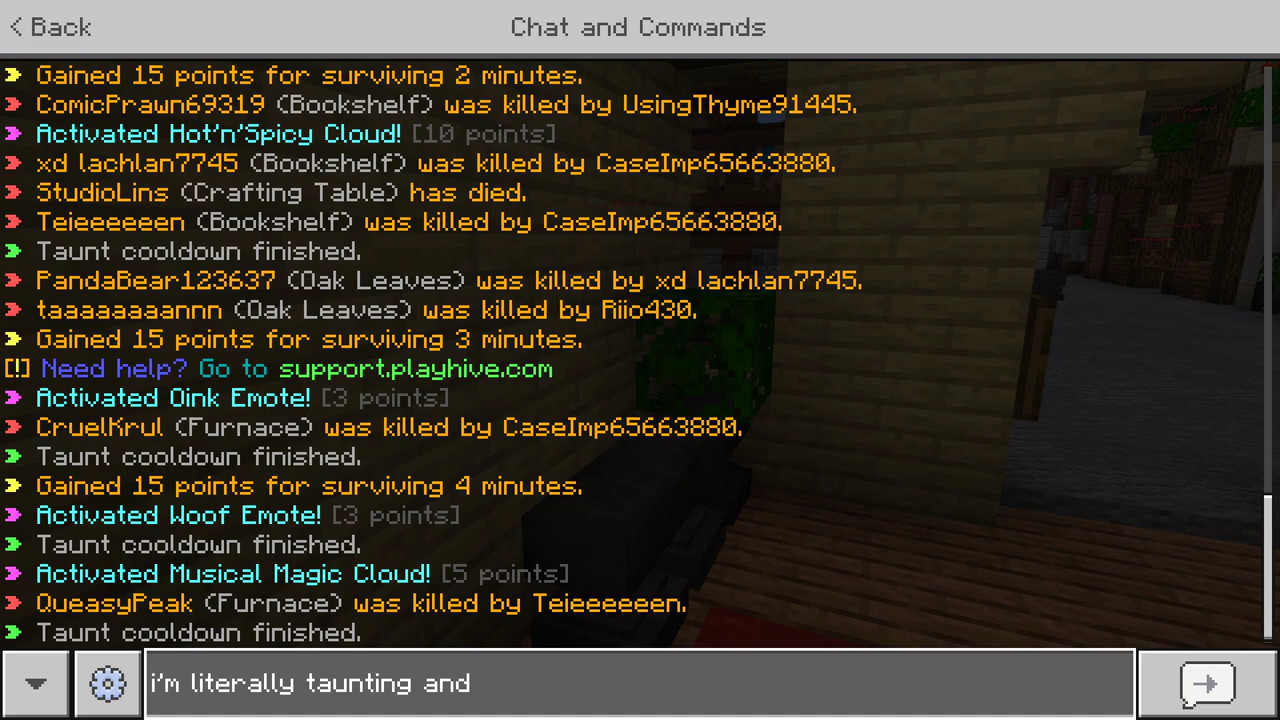 Back
Chat and Commands
Gained 15 points for surviving 2 minutes.
ComicPrawn69319 (Bookshelf) was killed by UsingThyme91445.
Activated Hot'n'Spicy Cloud! [10 points]
xd lachlan7745 (Bookshelf) was killed by CaseImp65663880.
StudioLins (Crafting Table) has died.
Teieeeeeen (Bookshelf) was killed by CaseImp65663880.
Taunt cooldown finished.
PandaBear123637 (Oak Leaves) was killed by xd lachlan7745.
taaaaaaaannn (Oak Leaves) was killed by Riio430.
Gained 15 points for surviving 3 minutes.
[!] Need help? Go to support.playhive.com
Activated Oink Emote! [3 points]
CruelKrul (Furnace) was killed by CaseImp65663880.
Taunt cooldown finished.
Gained 15 points for surviving 4 minutes.
Activated Woof Emote! [3 points]
Taunt cooldown finished.
Activated Musical Magic Cloud! [5 points]
QueasyPeak (Furnace) was killed by Teieeeeeen.
Taunt cooldown finished.
i'm literally taunting and